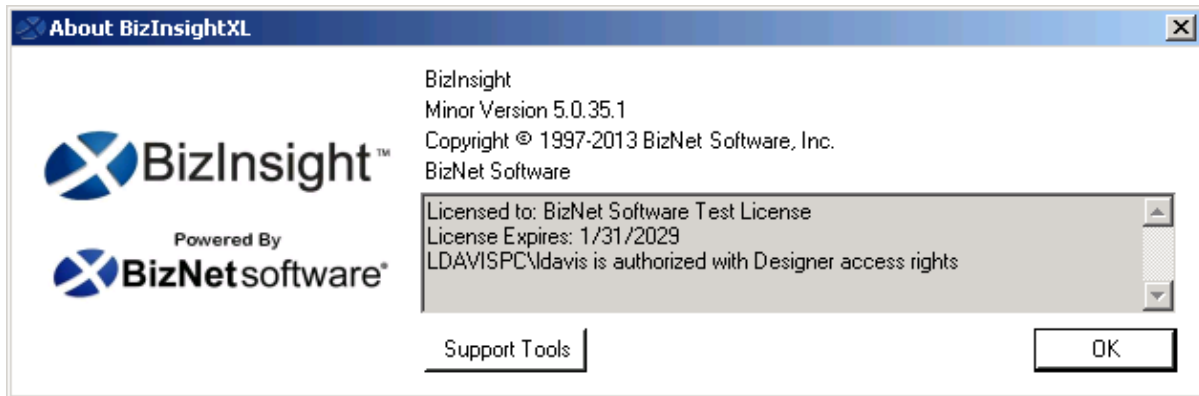 About BizInsightXL
BizInsight™
Powered By
BizNetsoftware®
BizInsight
Minor Version 5.0.35.1
Copyright © 1997-2013 BizNet Software, Inc.
BizNet Software
Licensed to: BizNet Software Test License
License Expires: 1/31/2029
LDAVISPC\ldavis is authorized with Designer access rights
Support Tools
OK